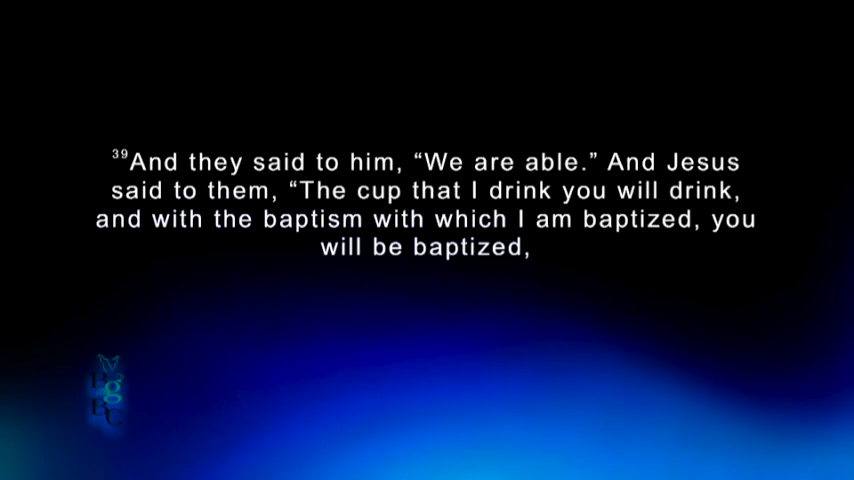 ³⁹And they said to him, “We are able.” And Jesus
said to them, “The cup that I drink you will drink,
and with the baptism with which I am baptized, you
will be baptized,
B
g
B
C